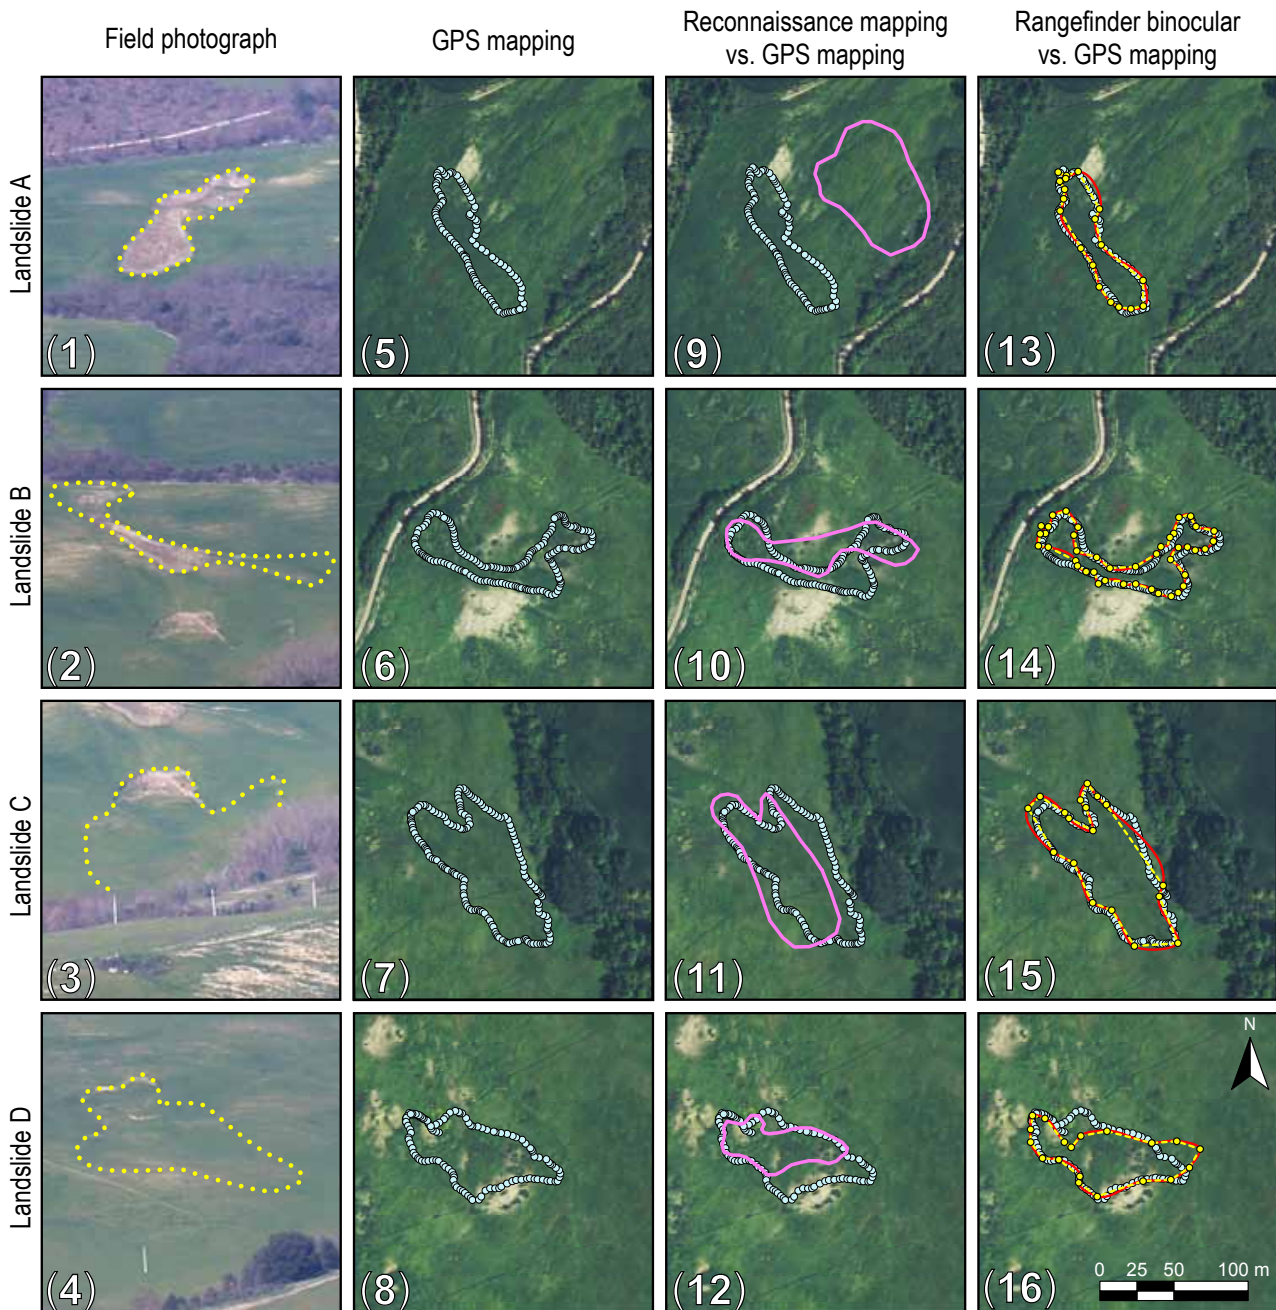 Field photograph
GPS mapping
Reconnaissance mapping
vs. GPS mapping
Rangefinder binocular
vs. GPS mapping
Landslide A
(1)
(5)
(9)
(13)
Landslide B
(2)
(6)
(10)
(14)
Landslide C
(3)
(7)
(11)
(15)
Landslide D
(4)
(8)
(12)
(16)
N
0 25 50 100 m